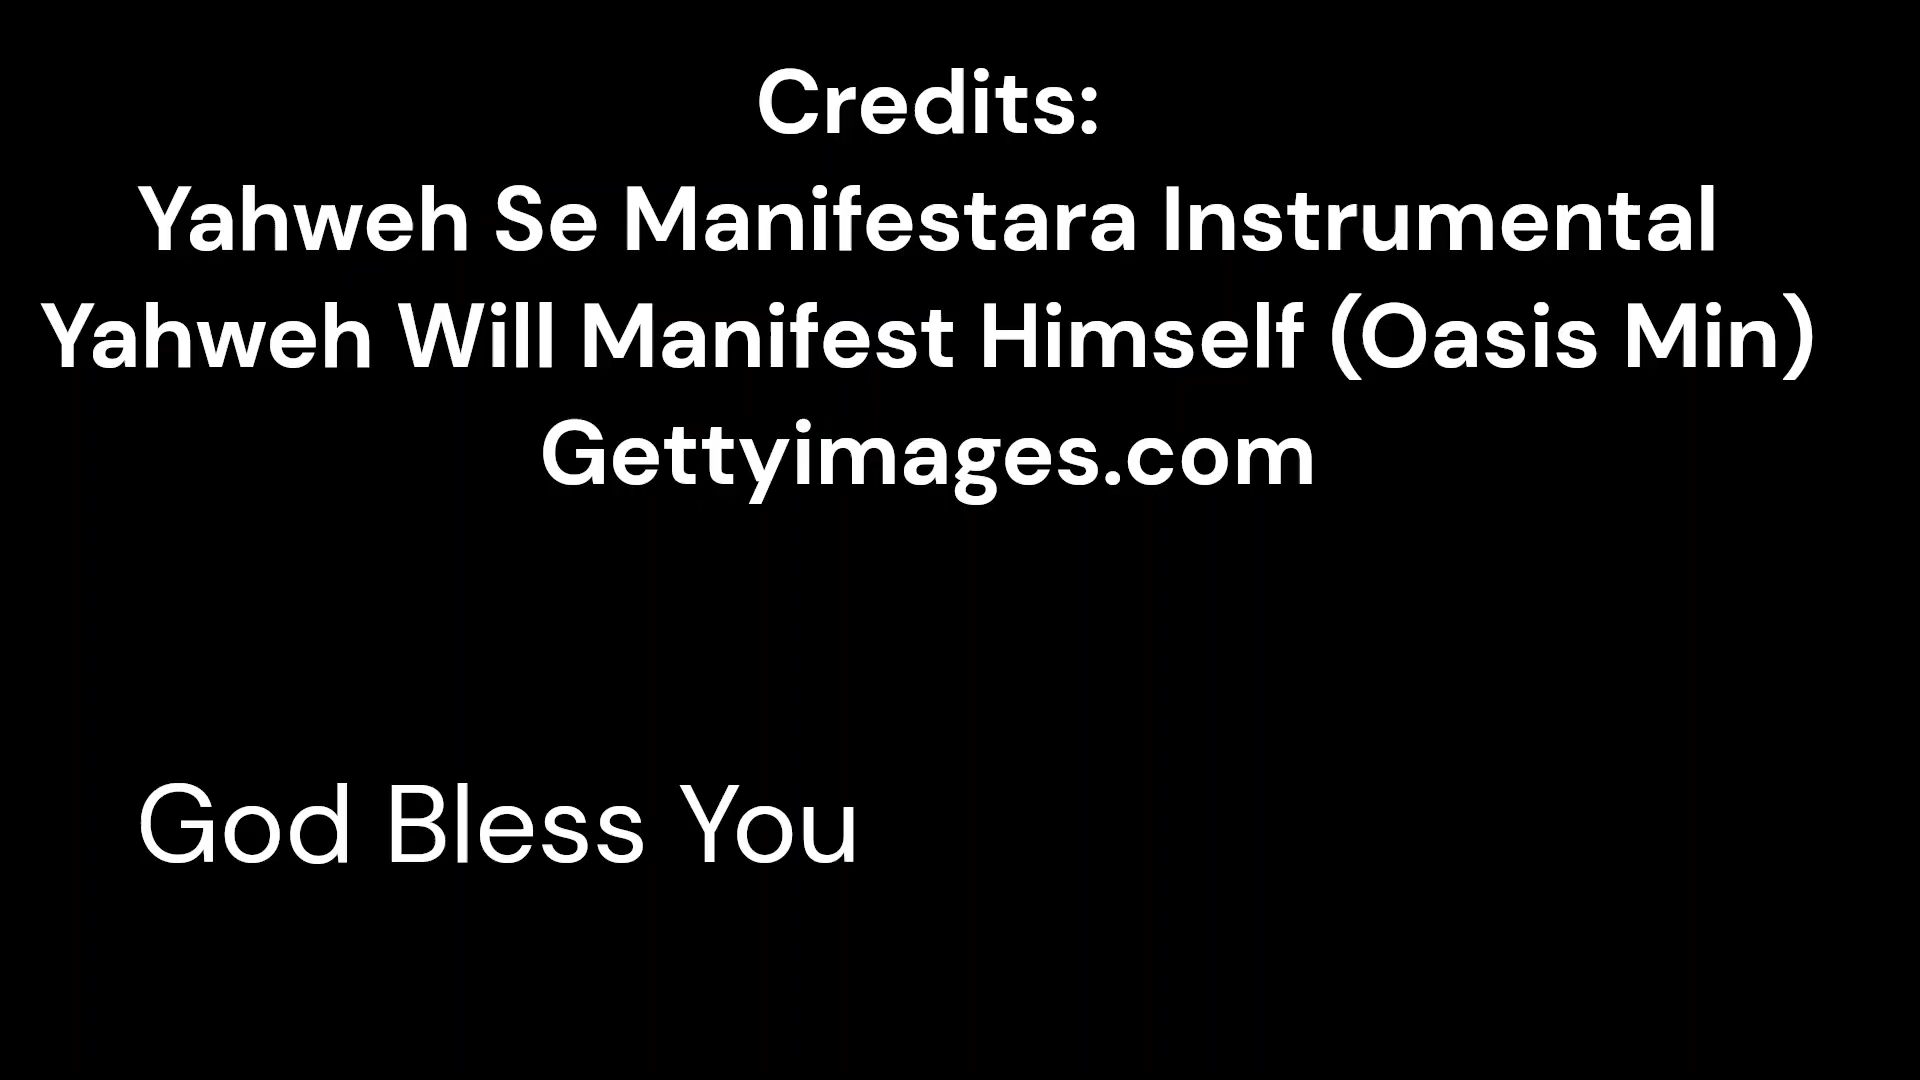 Credits:
Yahweh Se Manifestara Instrumental
Yahweh Will Manifest Himself (Oasis Min)
Gettyimages.com
God Bless You